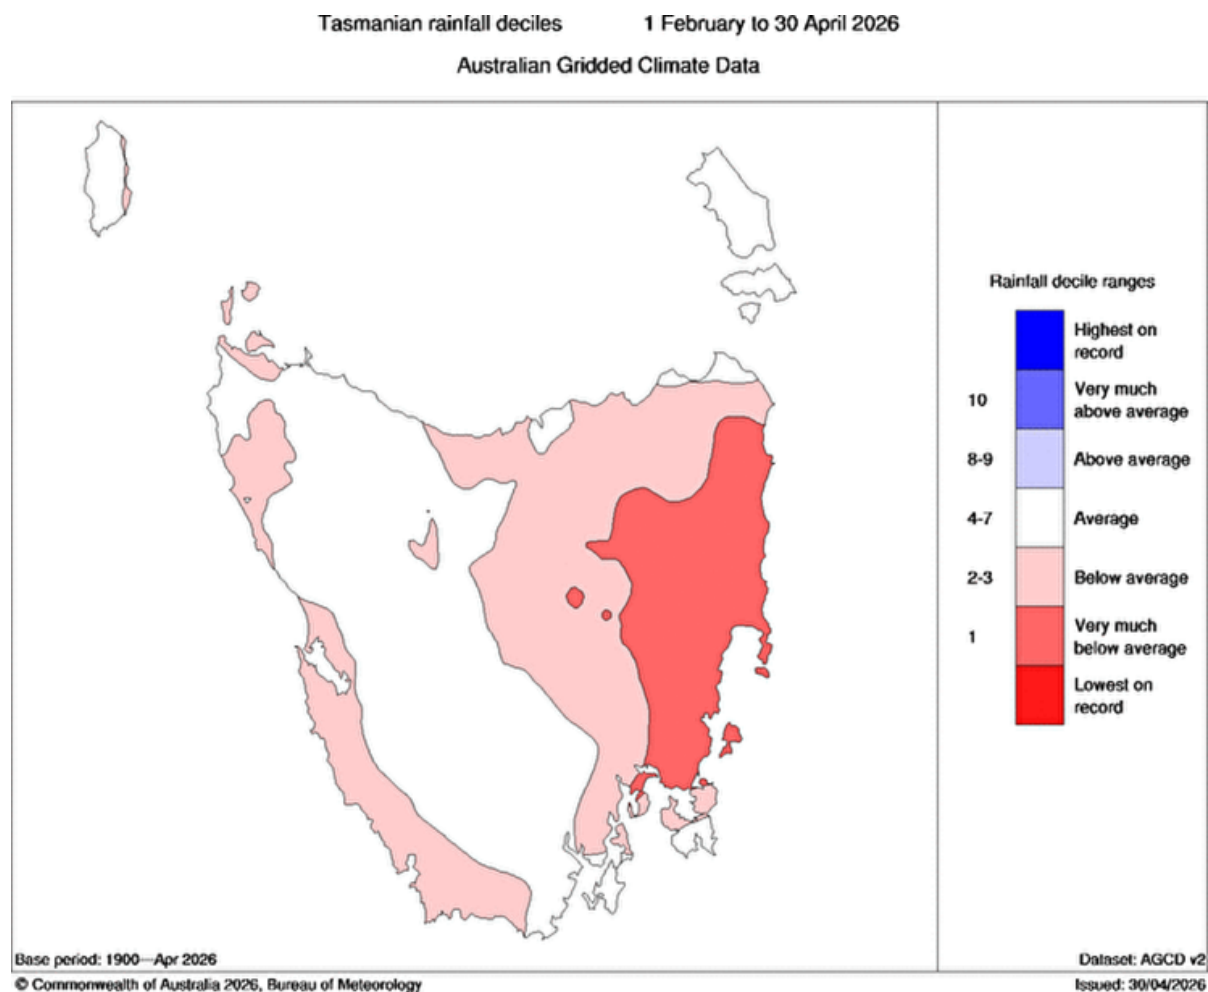 Tasmanian rainfall deciles 1 February to 30 April 2026
Australian Gridded Climate Data
Rainfall decile ranges
Highest on
record
10
Very much
above average
8-9
Above average
4-7
Average
2-3
Below average
1
Very much
below average
Lowest on
record
Base period: 1900—Apr 2026
Dataset: AGCD v2
© Commonwealth of Australia 2026, Bureau of Meteorology
Issued: 30/04/2026